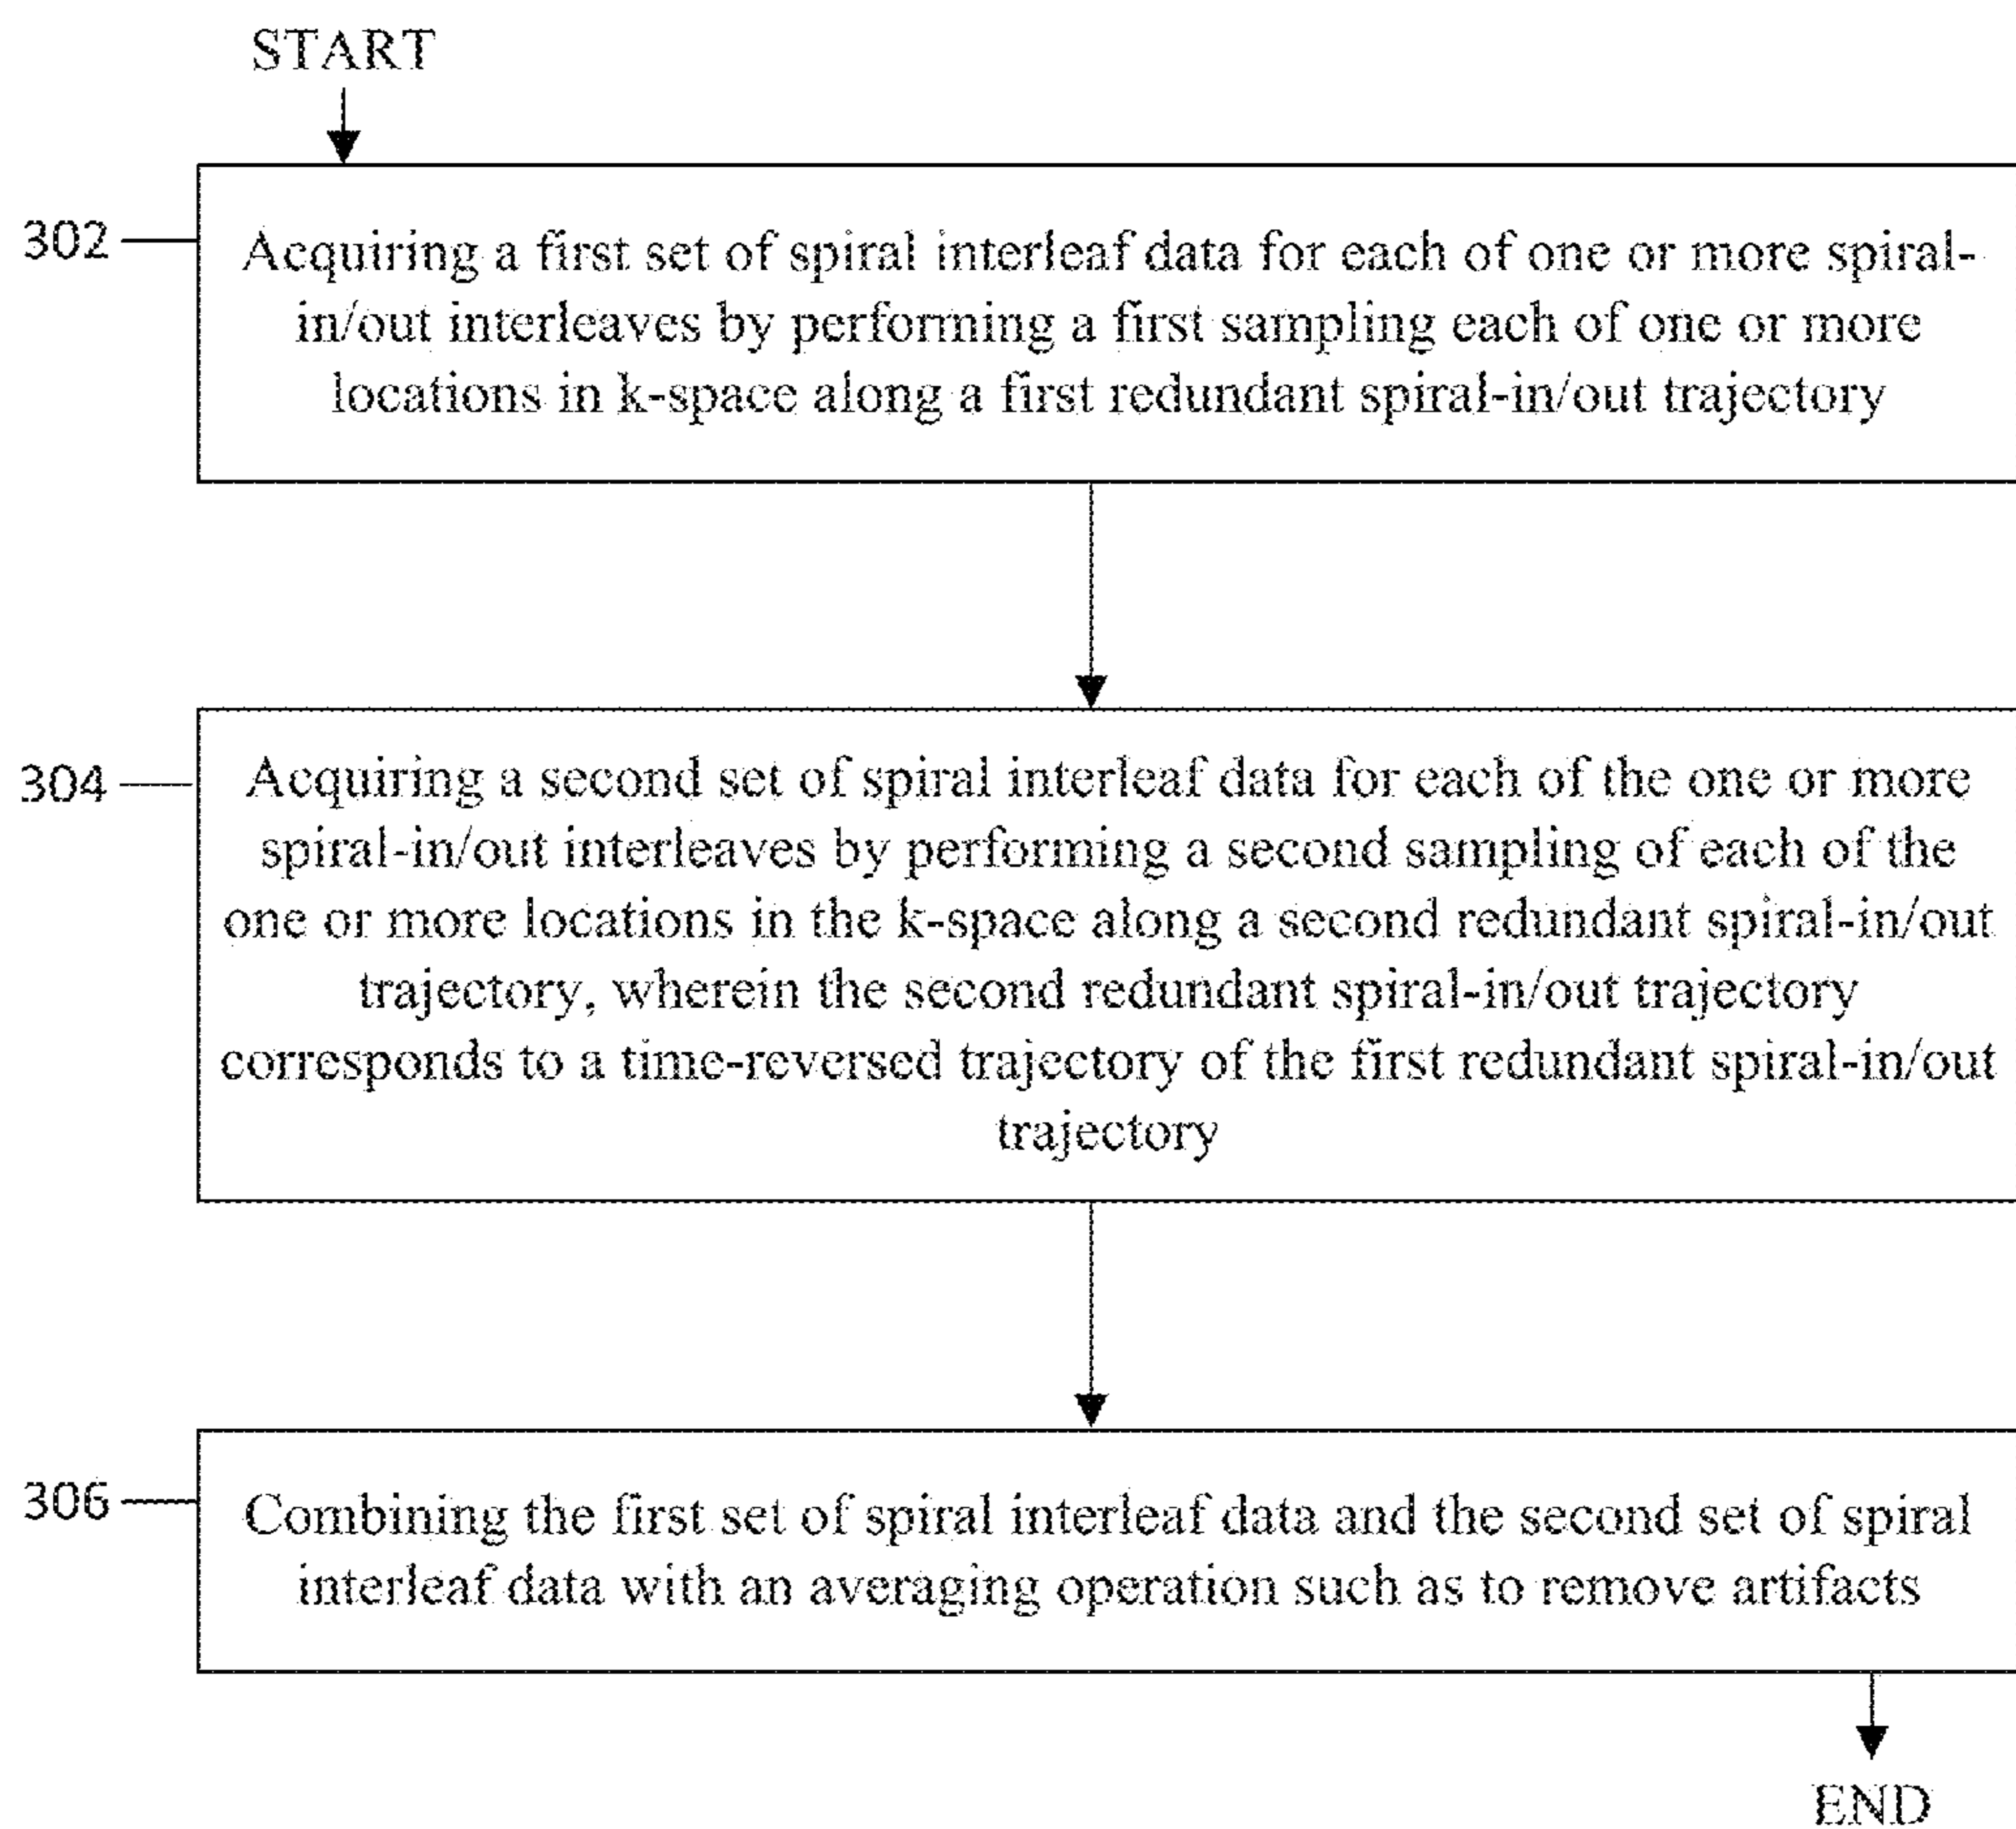 START
302
Acquiring a first set of spiral interleaf data for each of one or more spiral-
in/out interleaves by performing a first sampling each of one or more
locations in k-space along a first redundant spiral-in/out trajectory
304
Acquiring a second set of spiral interleaf data for each of the one or more
spiral-in/out interleaves by performing a second sampling of each of the
one or more locations in the k-space along a second redundant spiral-in/out
trajectory, wherein the second redundant spiral-in/out trajectory
corresponds to a time-reversed trajectory of the first redundant spiral-in/out
trajectory
306
Combining the first set of spiral interleaf data and the second set of spiral
interleaf data with an averaging operation such as to remove artifacts
END